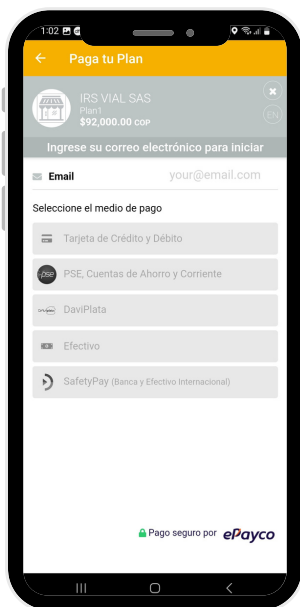 1:02
Paga tu Plan
IRS VIAL SAS
Plan1
$92,000.00 COP
EN
Ingrese su correo electrónico para iniciar
Email your@email.com
Seleccione el medio de pago
Tarjeta de Crédito y Débito
pse PSE, Cuentas de Ahorro y Corriente
DaviPlata
Efectivo
SafetyPay (Banca y Efectivo Internacional)
Pago seguro por ePayco